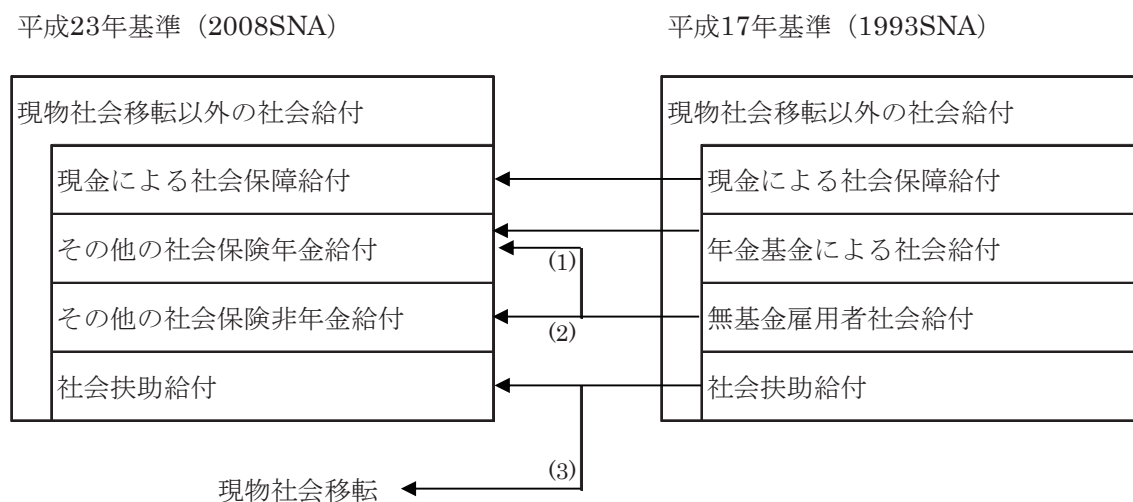 平成23年基準（2008SNA）
平成17年基準（1993SNA）
現物社会移転以外の社会給付
現金による社会保障給付
その他の社会保険年金給付
その他の社会保険非年金給付
社会扶助給付
現物社会移転以外の社会給付
現金による社会保障給付
年金基金による社会給付
無基金雇用者社会給付
社会扶助給付
(1)
(2)
(3)
現物社会移転